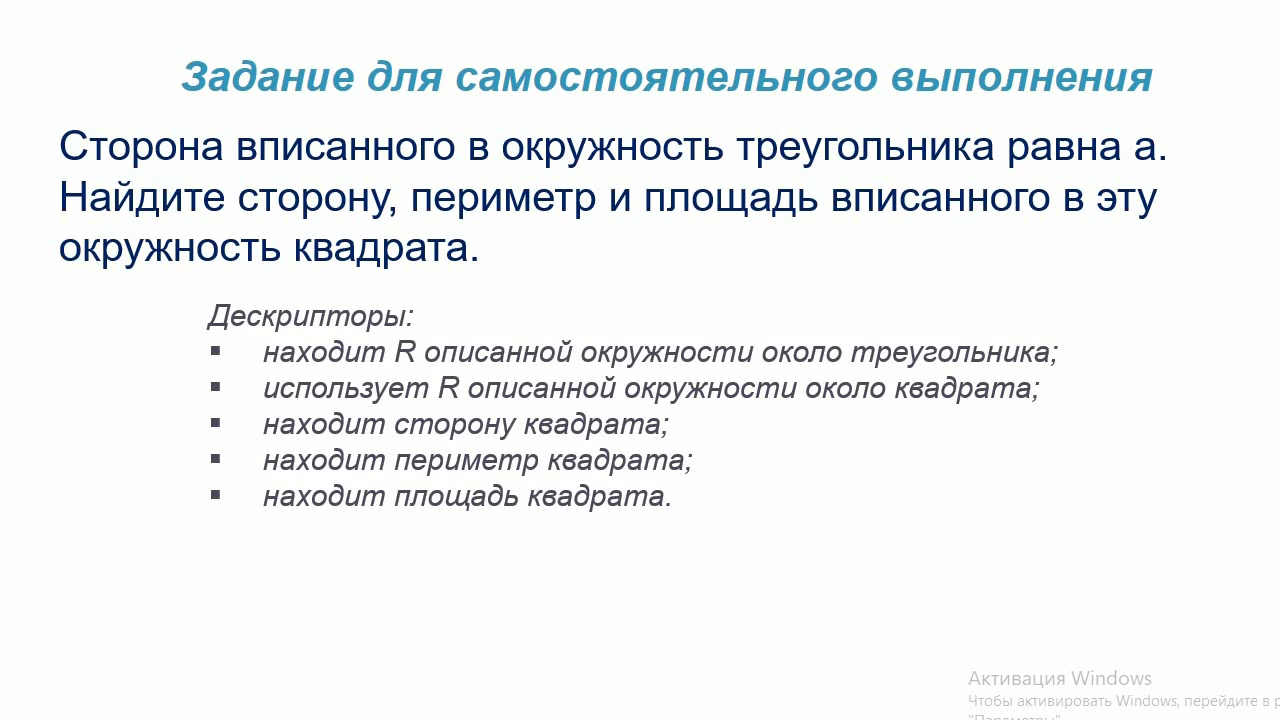 Задание для самостоятельного выполнения
Сторона вписанного в окружность треугольника равна а.
Найдите сторону, периметр и площадь вписанного в эту
окружность квадрата.
Дескрипторы:
▪ находит R описанной окружности около треугольника;
▪ использует R описанной окружности около квадрата;
▪ находит сторону квадрата;
▪ находит периметр квадрата;
▪ находит площадь квадрата.
Активация Windows
Чтобы активировать Windows, перейдите в